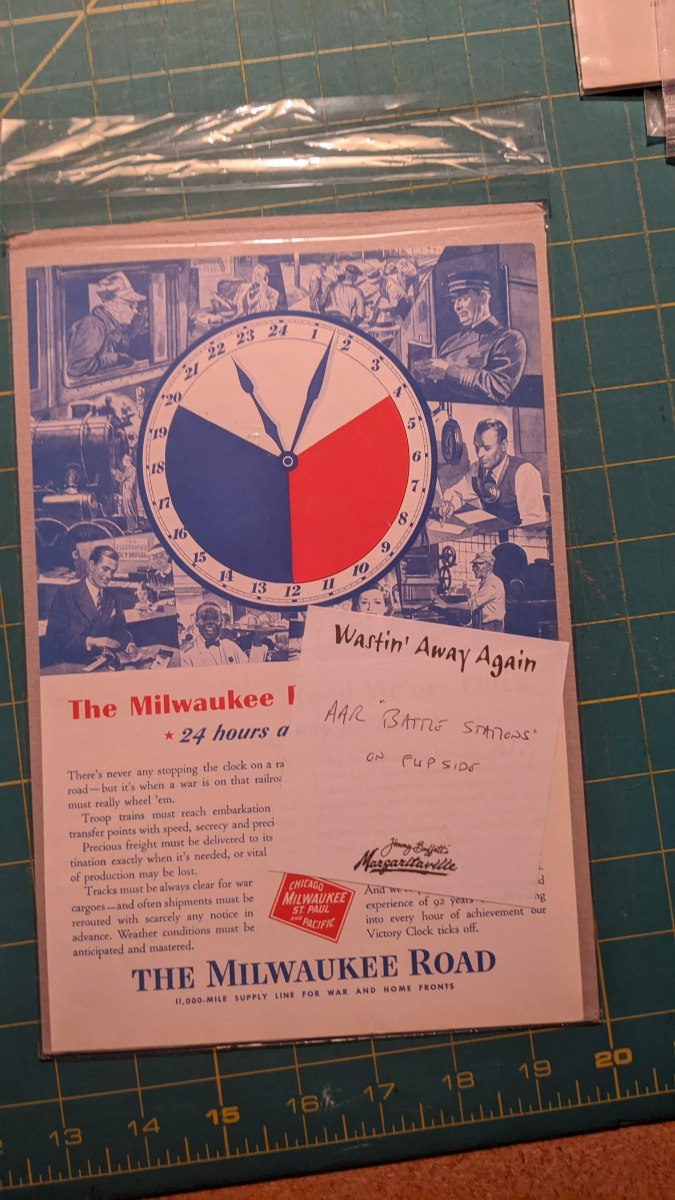 24 1 2 3 4 5 6 7 8 9 10 11 12 13 14 15 16 17 18 19 20 21 22 23
THE
ELECTRIFIED
OLYMPIAN
Wastin' Away Again
AAR "BATTLE STATIONS"
ON FLIP SIDE
Jimmy Buffett's
Margaritaville
The Milwaukee
★ 24 hours a
There's never any stopping the clock on a
road—but it's when a war is on that
must really wheel 'em.
Troop trains must reach embarkation
transfer points with speed, secrecy and
Precious freight must be delivered to its
tination exactly when it's needed, or vital
of production may be lost.
Tracks must be always clear for war
cargoes—and often shipments must be
rerouted with scarcely any notice in
advance. Weather conditions must be
anticipated and mastered.
CHICAGO
MILWAUKEE
ST. PAUL
AND PACIFIC
And
experience of 92 years
into every hour of achievement our
Victory Clock ticks off.
THE MILWAUKEE ROAD
11,000-MILE SUPPLY LINE FOR WAR AND HOME FRONTS
13 14 15 16 17 18 19 20